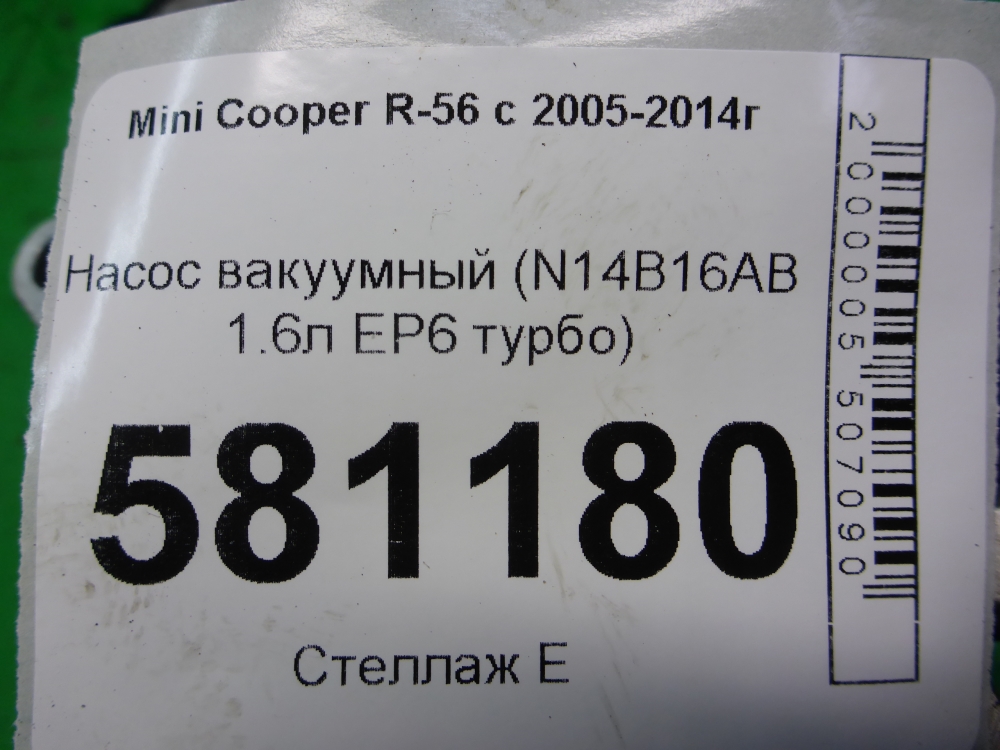 Mini Cooper R-56 с 2005-2014г
Насос вакуумный (N14B16AB
1.6л EP6 турбо)
581180
Стеллаж Е
2000005507090